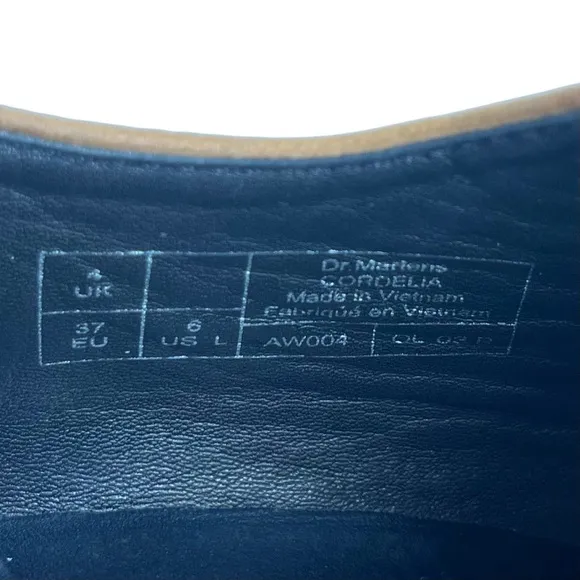 4
UK
Dr. Martens
CORDELIA
Made in Vietnam
Fabriqué en Vietnam
37
EU
6
US L
AW004